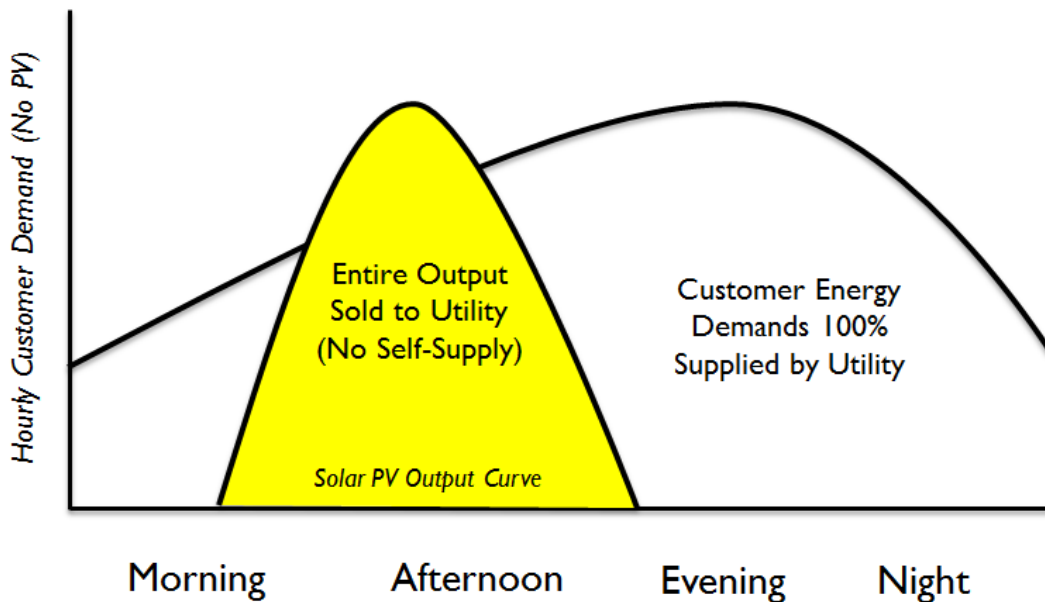 Hourly Customer Demand (No PV)
Entire Output
Sold to Utility
(No Self-Supply)
Customer Energy
Demands 100%
Supplied by Utility
Solar PV Output Curve
Morning
Afternoon
Evening
Night